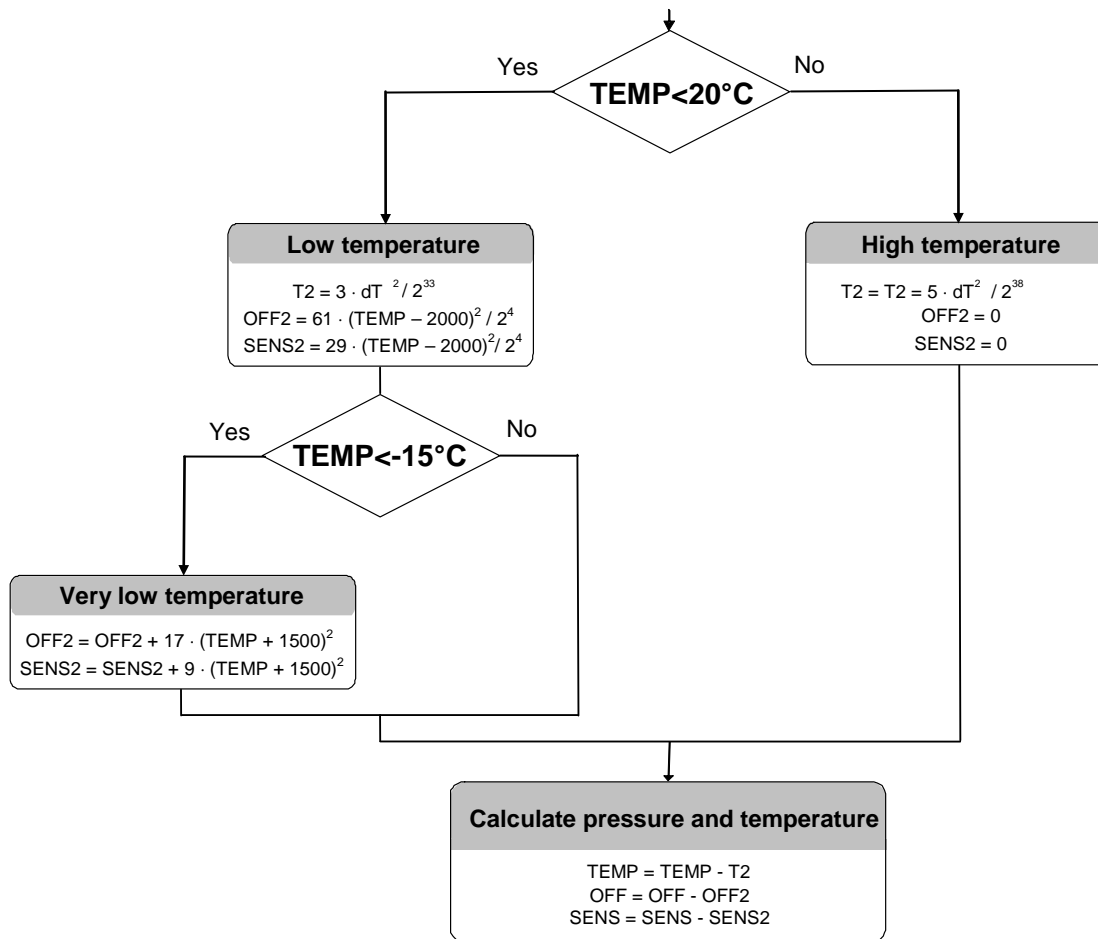 TEMP<20°C
Yes
No
Low temperature
T2 = 3 · dT ² / 2³³
OFF2 = 61 · (TEMP – 2000)² / 2⁴
SENS2 = 29 · (TEMP – 2000)² / 2⁴
High temperature
T2 = T2 = 5 · dT² / 2³⁸
OFF2 = 0
SENS2 = 0
TEMP<-15°C
Yes
No
Very low temperature
OFF2 = OFF2 + 17 · (TEMP + 1500)²
SENS2 = SENS2 + 9 · (TEMP + 1500)²
Calculate pressure and temperature
TEMP = TEMP - T2
OFF = OFF - OFF2
SENS = SENS - SENS2